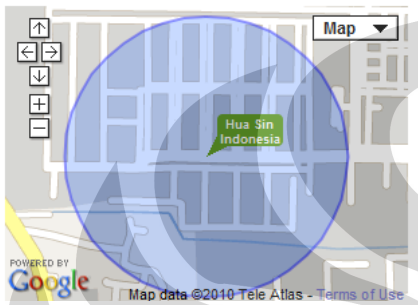 Map
Hua Sin
Indonesia
POWERED BY
Google
Map data ©2010 Tele Atlas - Terms of Use